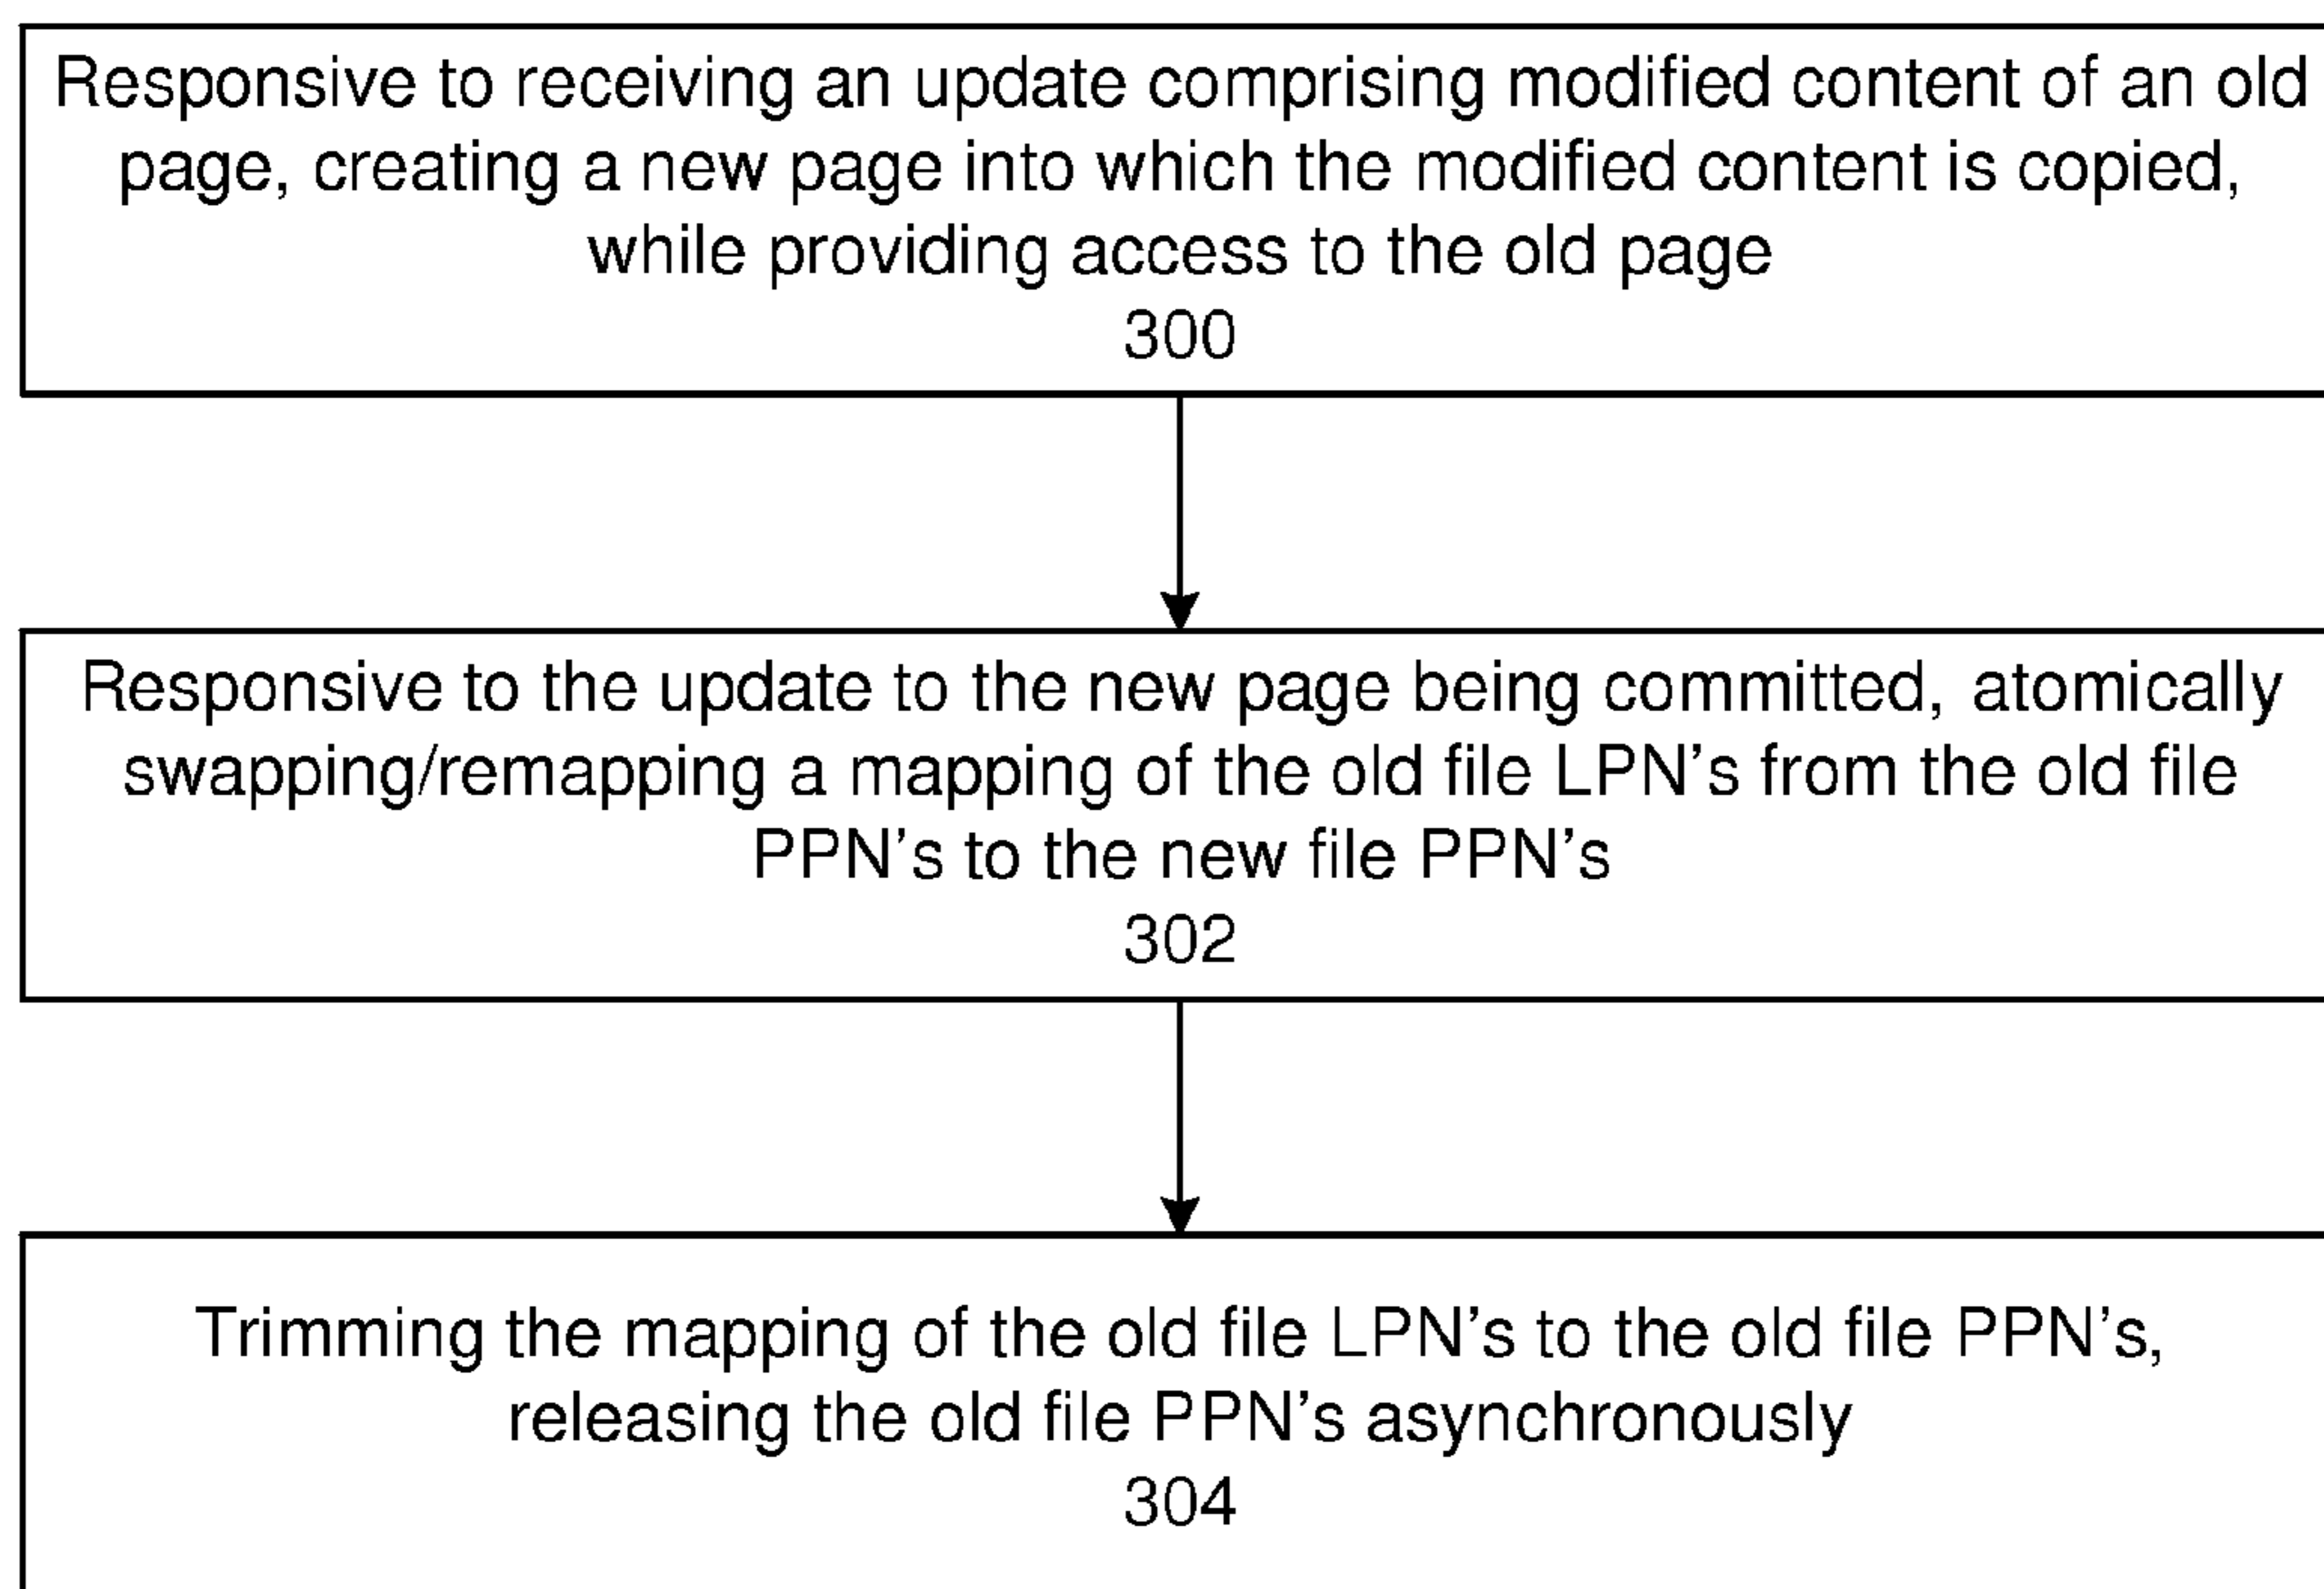 Responsive to receiving an update comprising modified content of an old
page, creating a new page into which the modified content is copied,
while providing access to the old page
300
Responsive to the update to the new page being committed, atomically
swapping/remapping a mapping of the old file LPN’s from the old file
PPN’s to the new file PPN’s
302
Trimming the mapping of the old file LPN’s to the old file PPN’s,
releasing the old file PPN’s asynchronously
304